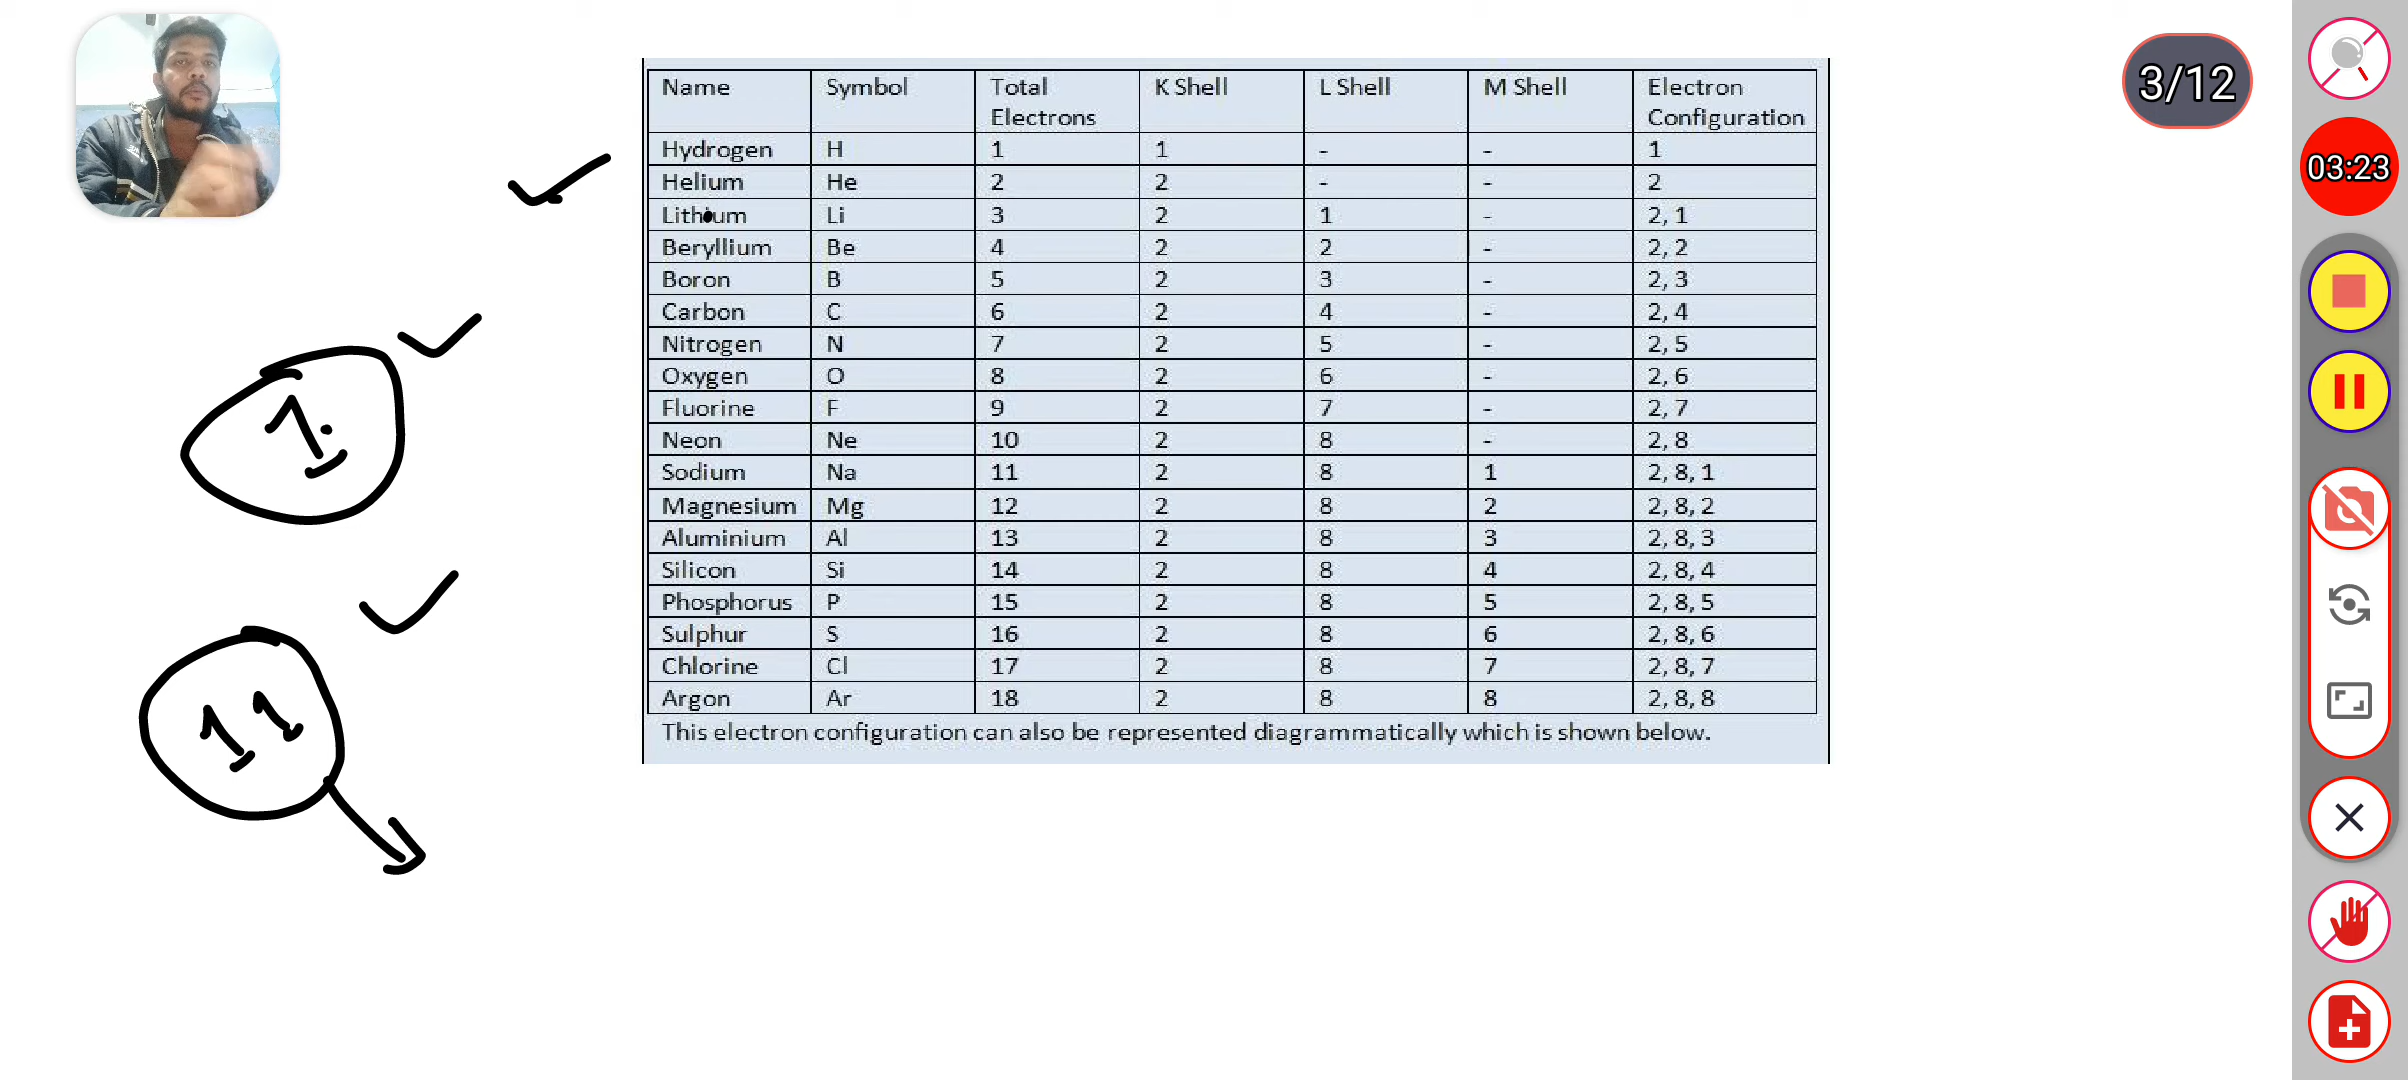 3/12
03:23
Name Symbol Total Electrons K Shell L Shell M Shell Electron Configuration
Hydrogen H 1 1 - - 1
Helium He 2 2 - - 2
Lithium Li 3 2 1 - 2, 1
Beryllium Be 4 2 2 - 2, 2
Boron B 5 2 3 - 2, 3
Carbon C 6 2 4 - 2, 4
Nitrogen N 7 2 5 - 2, 5
Oxygen O 8 2 6 - 2, 6
Fluorine F 9 2 7 - 2, 7
Neon Ne 10 2 8 - 2, 8
Sodium Na 11 2 8 1 2, 8, 1
Magnesium Mg 12 2 8 2 2, 8, 2
Aluminium Al 13 2 8 3 2, 8, 3
Silicon Si 14 2 8 4 2, 8, 4
Phosphorus P 15 2 8 5 2, 8, 5
Sulphur S 16 2 8 6 2, 8, 6
Chlorine Cl 17 2 8 7 2, 8, 7
Argon Ar 18 2 8 8 2, 8, 8
This electron configuration can also be represented diagrammatically which is shown below.
1.
11